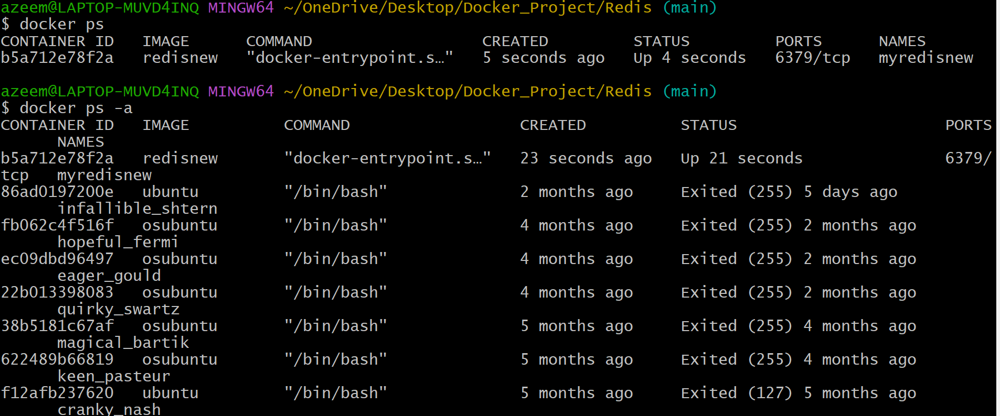 azeem@LAPTOP-MUVD4INQ MINGW64 ~/OneDrive/Desktop/Docker_Project/Redis (main)
$ docker ps
CONTAINER ID   IMAGE      COMMAND                  CREATED         STATUS         PORTS      NAMES
b5a712e78f2a   redisnew   "docker-entrypoint.s…"   5 seconds ago   Up 4 seconds   6379/tcp   myredisnew
azeem@LAPTOP-MUVD4INQ MINGW64 ~/OneDrive/Desktop/Docker_Project/Redis (main)
$ docker ps -a
CONTAINER ID   IMAGE          COMMAND                  CREATED          STATUS                      PORTS
      NAMES
b5a712e78f2a   redisnew       "docker-entrypoint.s…"   23 seconds ago   Up 21 seconds               6379/
tcp   myredisnew
86ad0197200e   ubuntu         "/bin/bash"              2 months ago     Exited (255) 5 days ago
      infallible_shtern
fb062c4f516f   osubuntu       "/bin/bash"              4 months ago     Exited (255) 2 months ago
      hopeful_fermi
ec09dbd96497   osubuntu       "/bin/bash"              4 months ago     Exited (255) 2 months ago
      eager_gould
22b013398083   osubuntu       "/bin/bash"              4 months ago     Exited (255) 2 months ago
      quirky_swartz
38b5181c67af   osubuntu       "/bin/bash"              5 months ago     Exited (255) 4 months ago
      magical_bartik
622489b66819   osubuntu       "/bin/bash"              5 months ago     Exited (255) 4 months ago
      keen_pasteur
f12afb237620   ubuntu         "/bin/bash"              5 months ago     Exited (127) 5 months ago
      cranky_nash